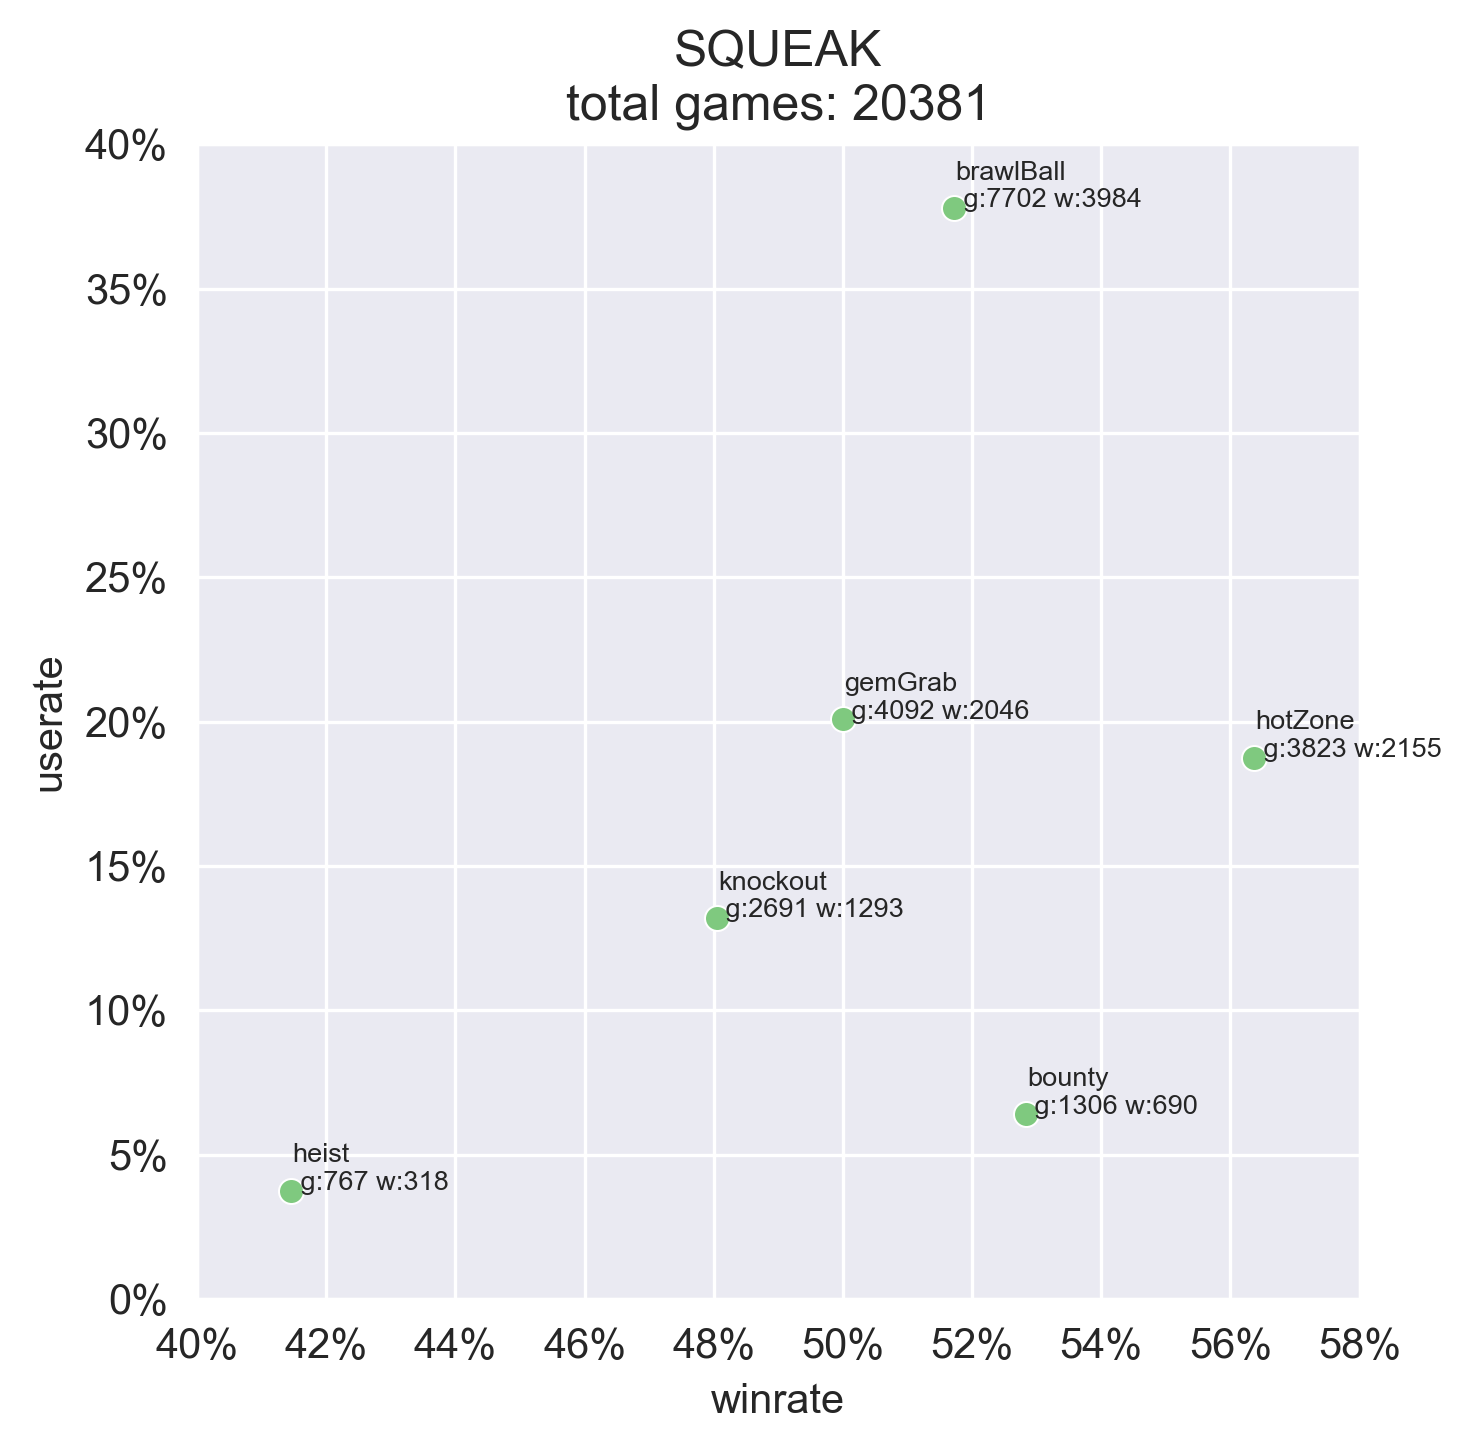 SQUEAK
total games: 20381
40%
35%
30%
25%
20%
15%
10%
5%
0%
userate
brawlBall
g:7702 w:3984
gemGrab
g:4092 w:2046
hotZone
g:3823 w:2155
knockout
g:2691 w:1293
bounty
g:1306 w:690
heist
g:767 w:318
40% 42% 44% 46% 48% 50% 52% 54% 56% 58%
winrate